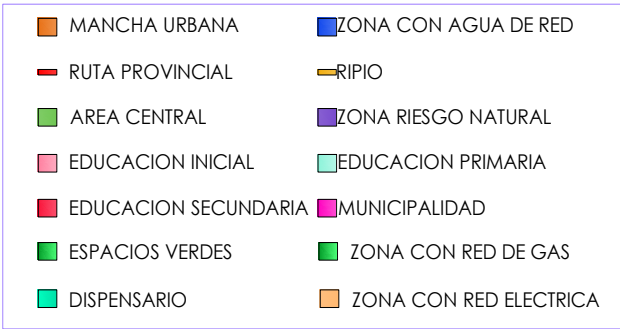 MANCHA URBANA
ZONA CON AGUA DE RED
RUTA PROVINCIAL
RIPIO
AREA CENTRAL
ZONA RIESGO NATURAL
EDUCACION INICIAL
EDUCACION PRIMARIA
EDUCACION SECUNDARIA
MUNICIPALIDAD
ESPACIOS VERDES
ZONA CON RED DE GAS
DISPENSARIO
ZONA CON RED ELECTRICA